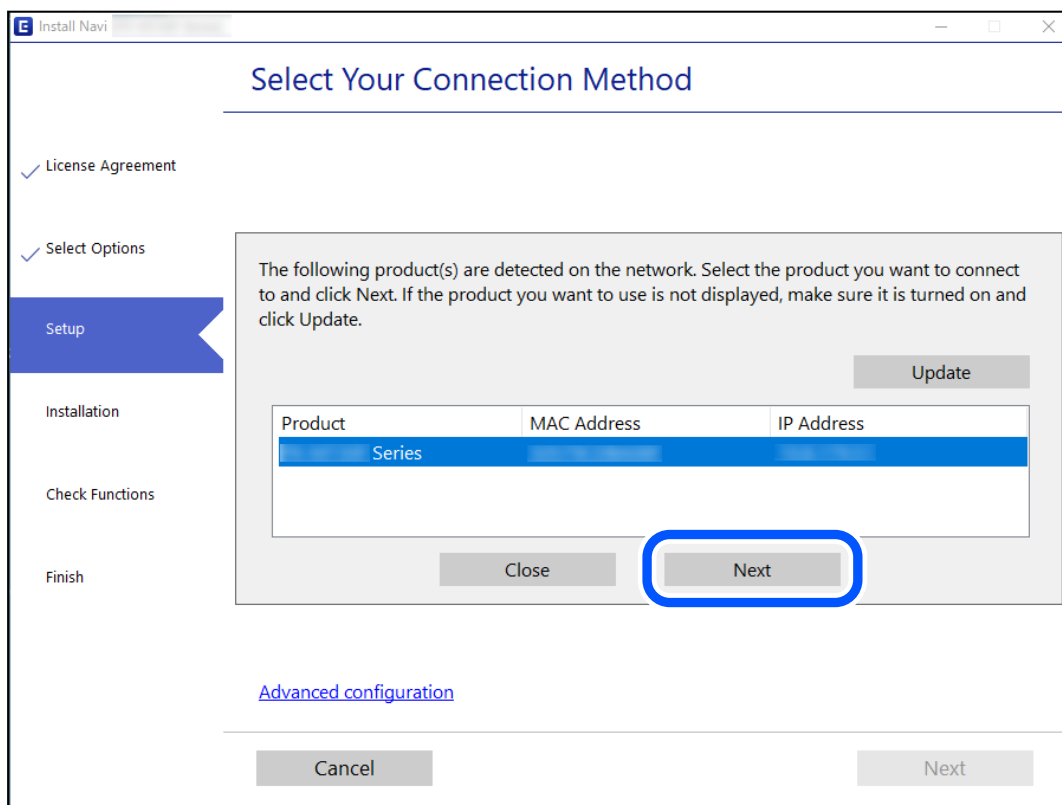 E Install Navi
Select Your Connection Method
License Agreement
Select Options
Setup
Installation
Check Functions
Finish
The following product(s) are detected on the network. Select the product you want to connect
to and click Next. If the product you want to use is not displayed, make sure it is turned on and
click Update.
Update
Product MAC Address IP Address
Series
Close Next
Advanced configuration
Cancel Next